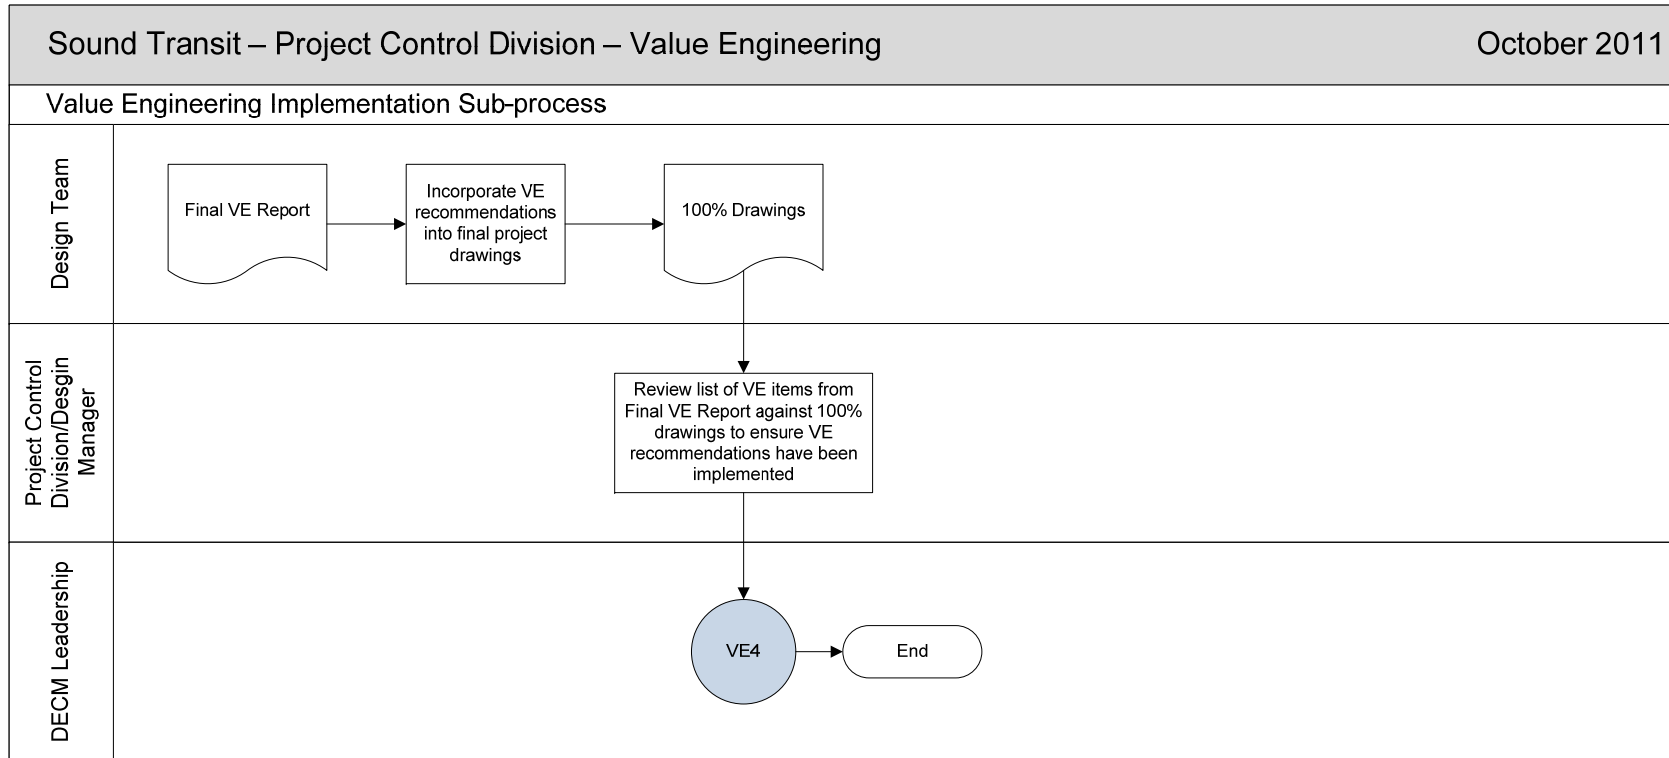 Sound Transit – Project Control Division – Value Engineering
October 2011
Value Engineering Implementation Sub-process
Design Team
Final VE Report
Incorporate VE
recommendations
into final project
drawings
100% Drawings
Project Control
Division/Desgin
Manager
Review list of VE items from
Final VE Report against 100%
drawings to ensure VE
recommendations have been
implemented
DECM Leadership
VE4
End